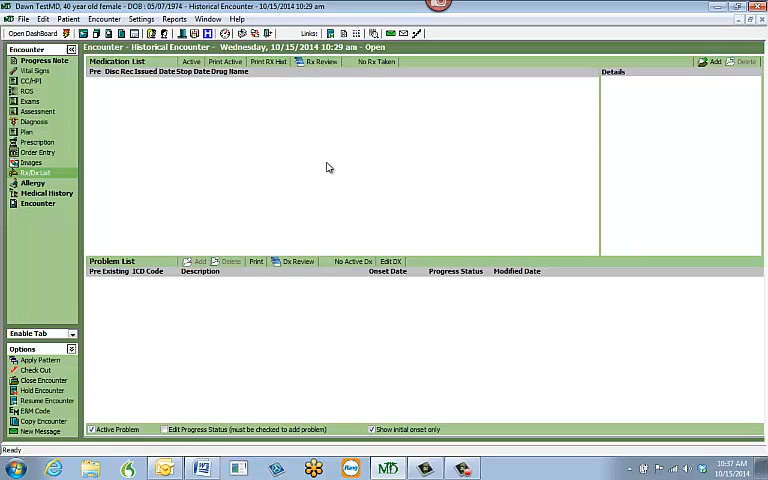 Dawn TestMD, 40 year old female - DOB : 05/07/1974 - Historical Encounter - 10/15/2014 10:29 am
File Edit Patient Encounter Settings Reports Window Help
Open DashBoard Links:
Encounter
Progress Note
Vital Signs
CC/HPI
ROS
Exams
Assessment
Diagnosis
Plan
Prescription
Order Entry
Images
Rx/Dx List
Allergy
Medical History
Encounter
Enable Tab
Options
Apply Pattern
Check Out
Close Encounter
Hold Encounter
Resume Encounter
E&M Code
Copy Encounter
New Message
Encounter - Historical Encounter - Wednesday, 10/15/2014 10:29 am - Open
Medication List Active Print Active Print RX Hist Rx Review No Rx Taken Add Delete
Pre Disc Rec Issued Date Stop Date Drug Name Details
Problem List Add Delete Print Dx Review No Active Dx Edit DX
Pre Existing ICD Code Description Onset Date Progress Status Modified Date
Active Problem Edit Progress Status (must be checked to add problem) Show initial onset only
Ready
Ring
MD
10:37 AM
10/15/2014